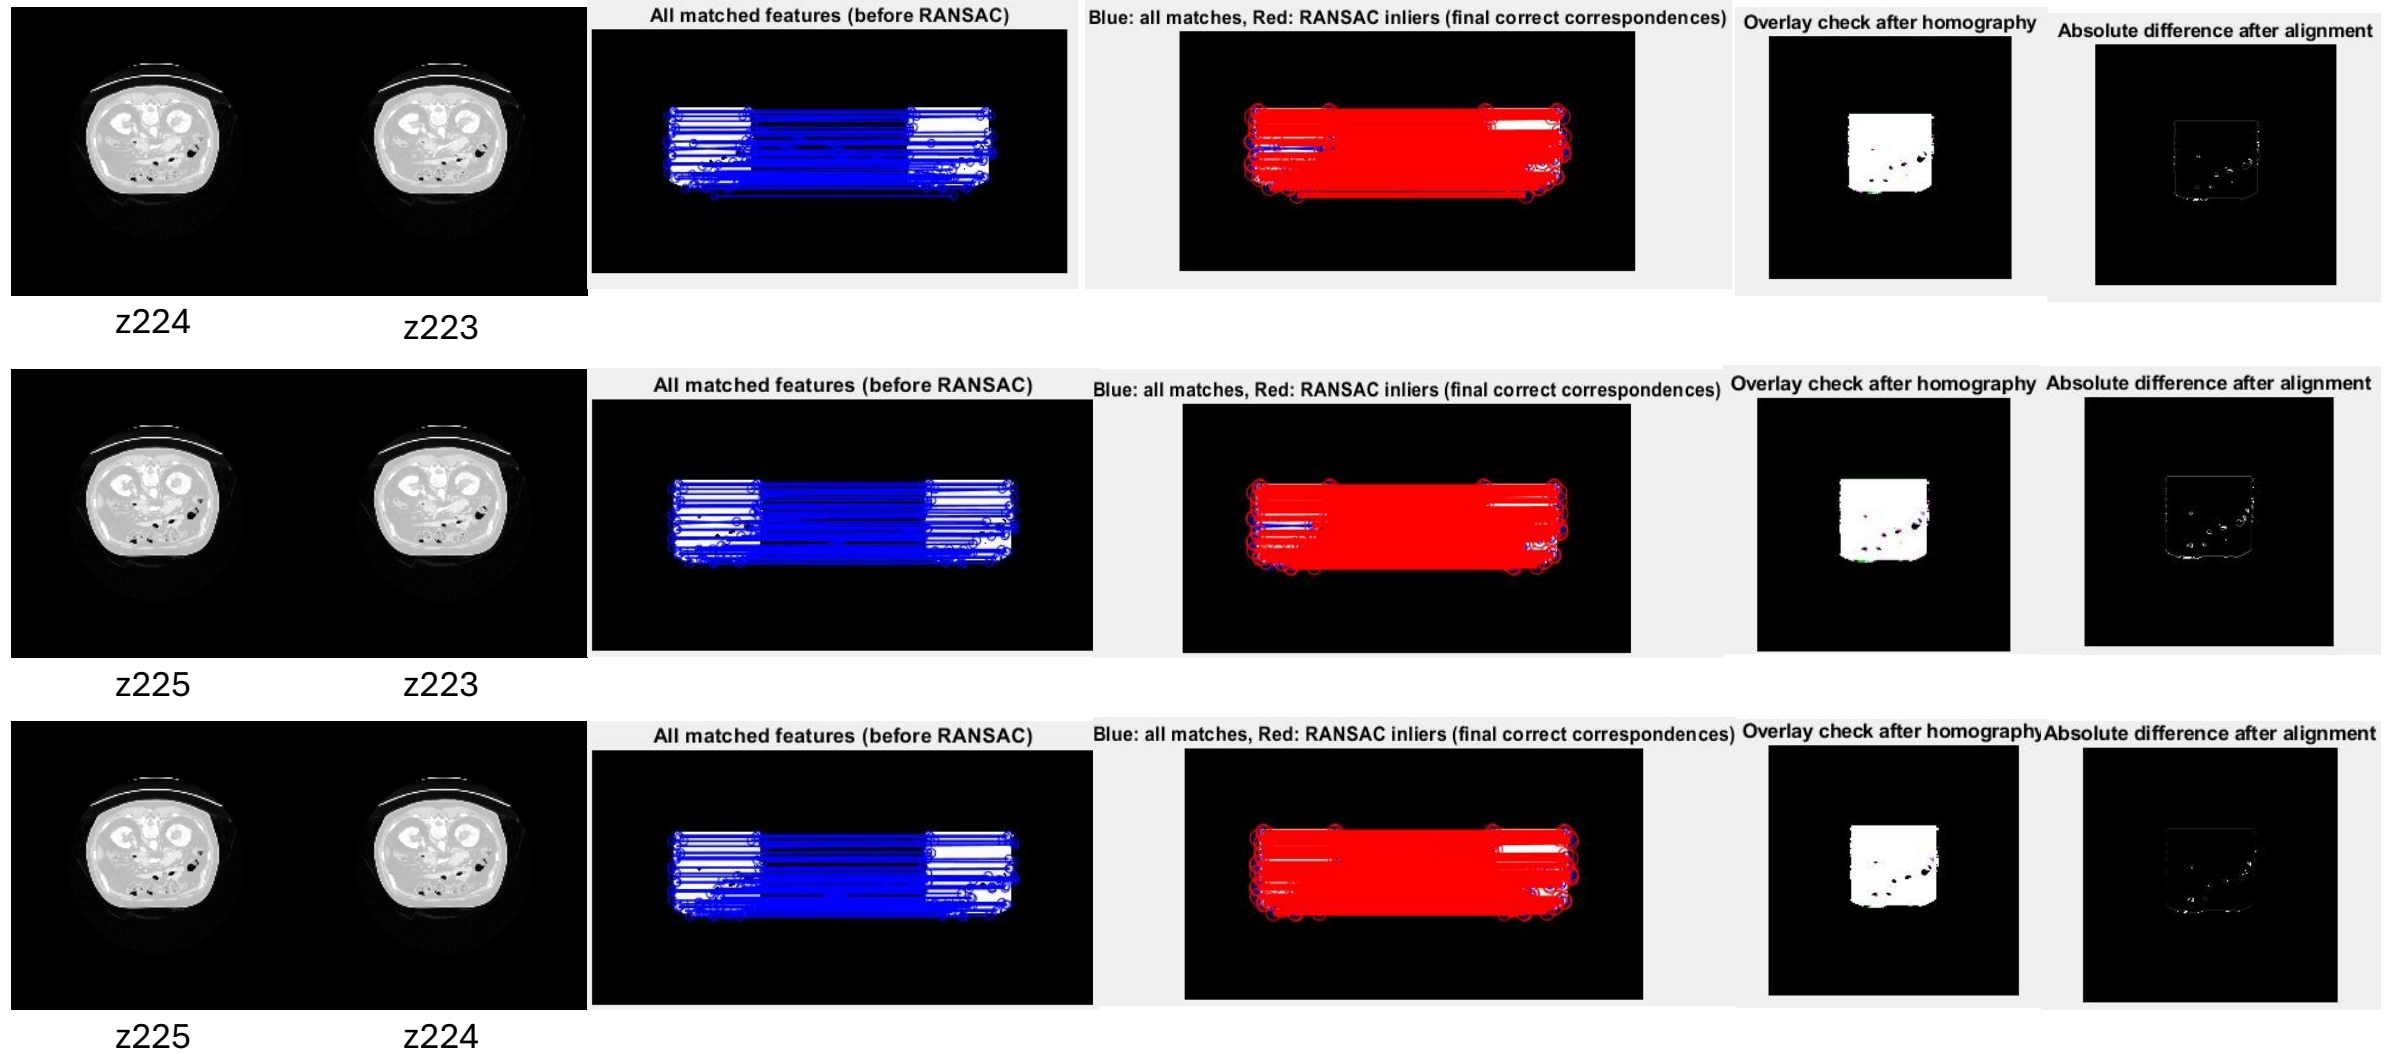 All matched features (before RANSAC)
Blue: all matches, Red: RANSAC inliers (final correct correspondences)
Overlay check after homography
Absolute difference after alignment
z224
z223
All matched features (before RANSAC)
Blue: all matches, Red: RANSAC inliers (final correct correspondences)
Overlay check after homography
Absolute difference after alignment
z225
z223
All matched features (before RANSAC)
Blue: all matches, Red: RANSAC inliers (final correct correspondences)
Overlay check after homography
Absolute difference after alignment
z225
z224